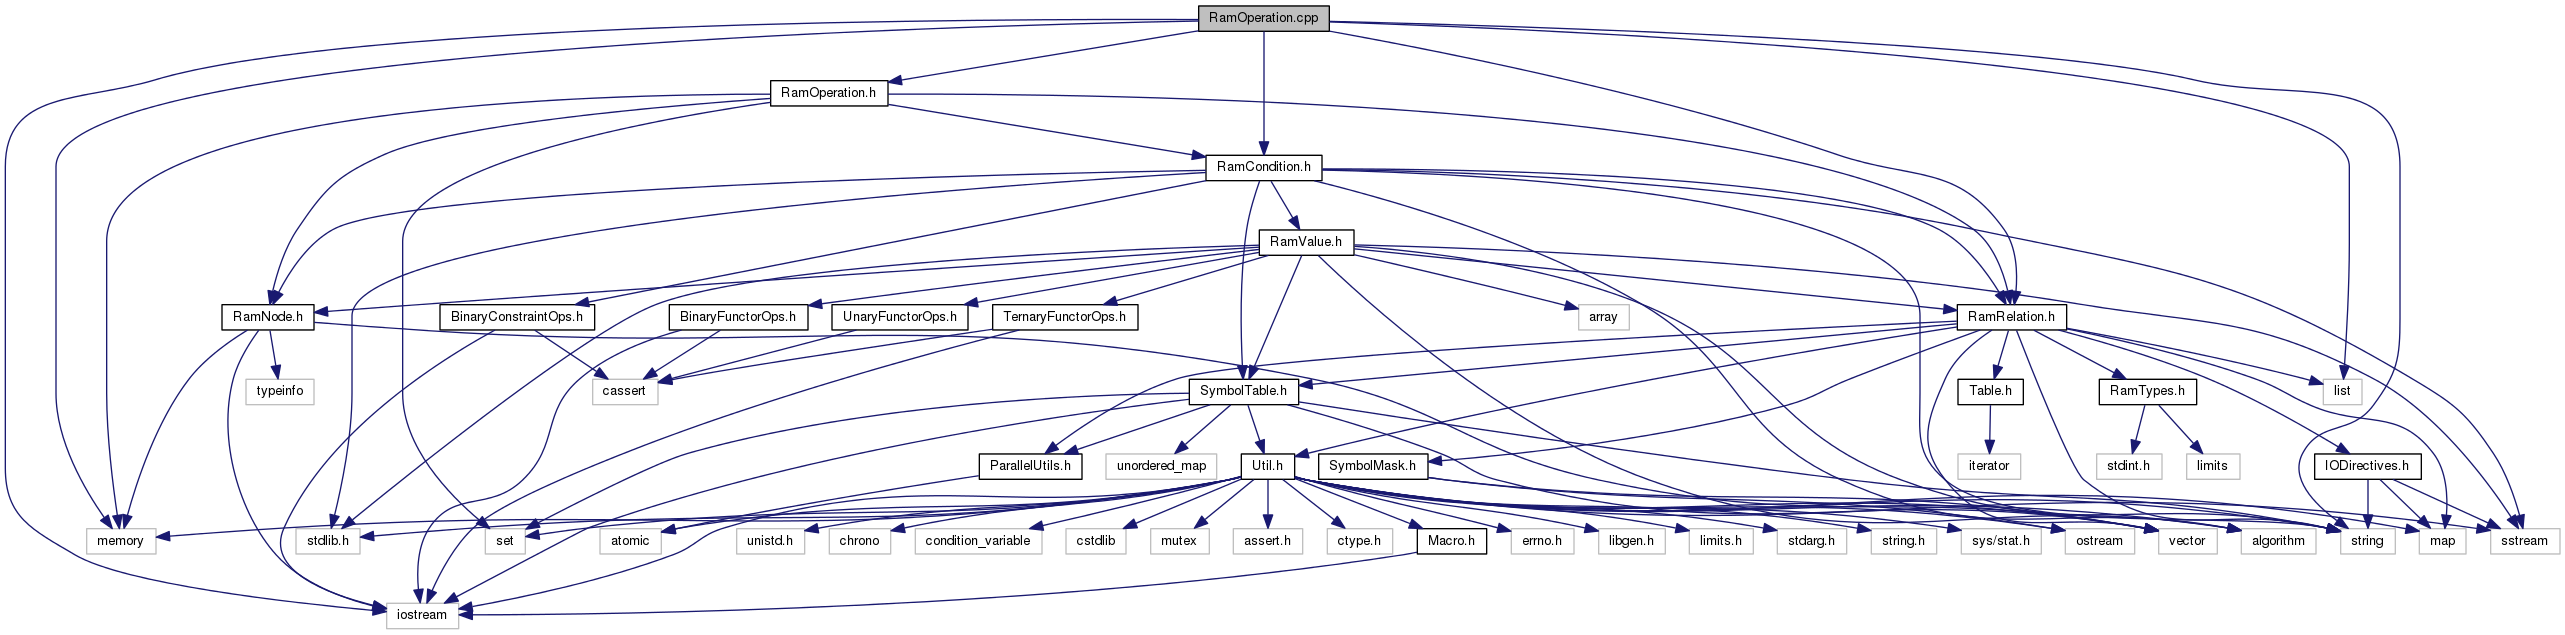 RamOperation.cpp
RamOperation.h
RamCondition.h
RamValue.h
RamNode.h
BinaryConstraintOps.h
BinaryFunctorOps.h
UnaryFunctorOps.h
TernaryFunctorOps.h
array
RamRelation.h
typeinfo
cassert
SymbolTable.h
Table.h
RamTypes.h
list
ParallelUtils.h
unordered_map
Util.h
SymbolMask.h
iterator
stdint.h
limits
IODirectives.h
memory
stdlib.h
set
atomic
unistd.h
chrono
condition_variable
cstdlib
mutex
assert.h
ctype.h
Macro.h
errno.h
libgen.h
limits.h
stdarg.h
string.h
sys/stat.h
ostream
vector
algorithm
string
map
sstream
iostream